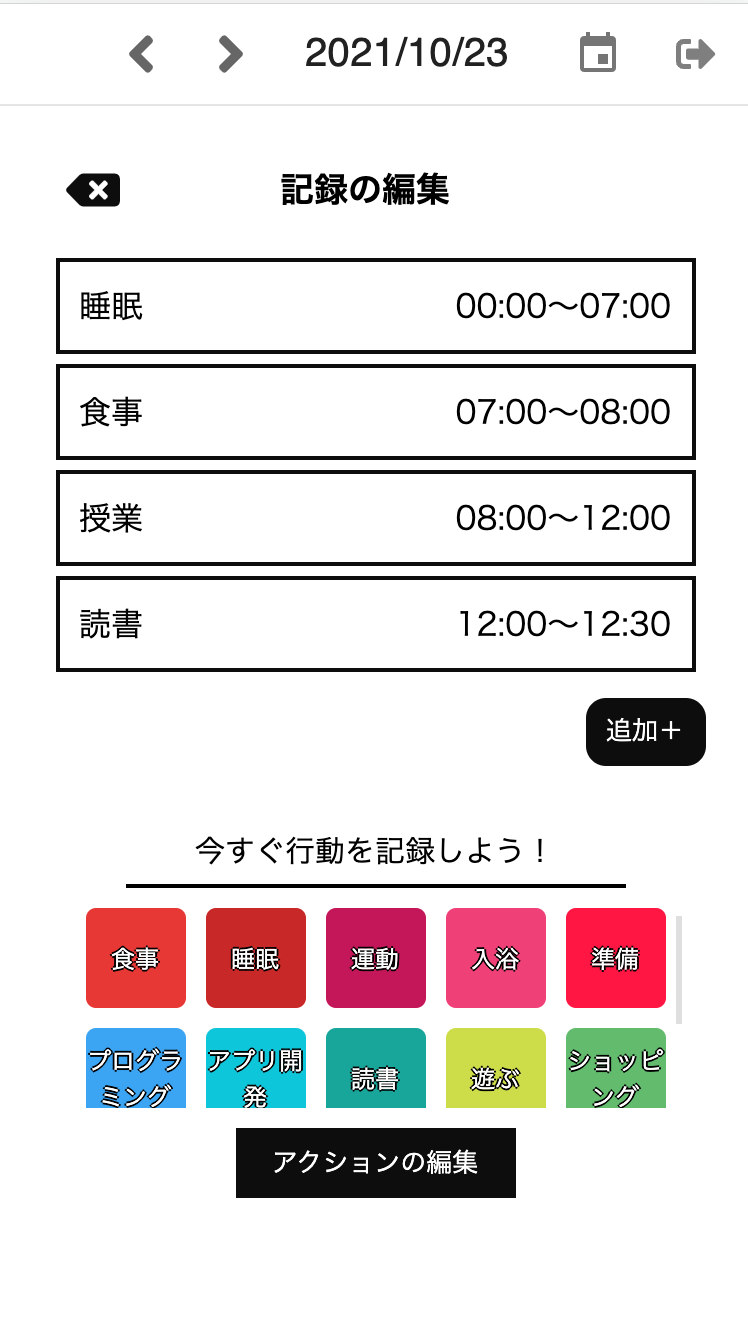 2021/10/23
記録の編集
睡眠 00:00〜07:00
食事 07:00〜08:00
授業 08:00〜12:00
読書 12:00〜12:30
追加＋
今すぐ行動を記録しよう！
食事 睡眠 運動 入浴 準備
プログラ
ミング
アプリ開
発
読書
遊ぶ
ショッピ
ング
アクションの編集